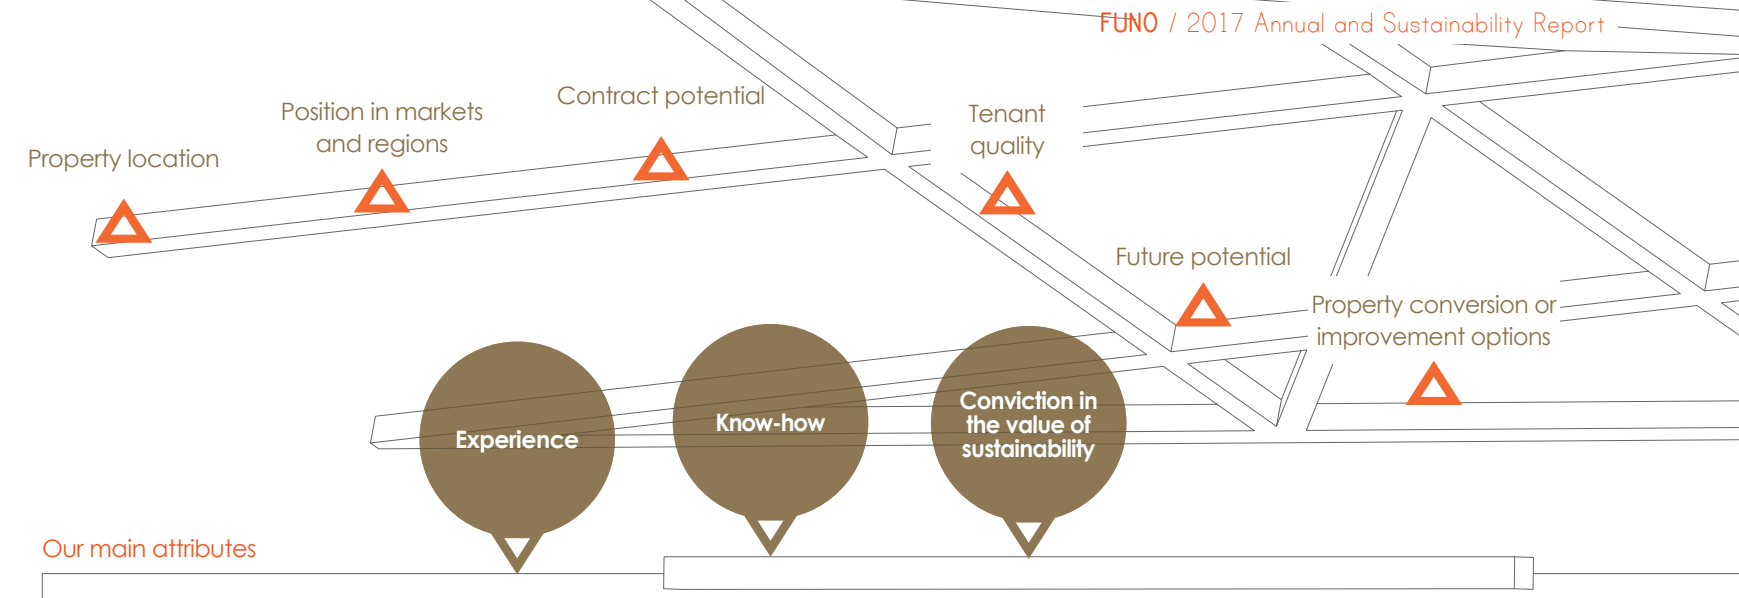 FUNO / 2017 Annual and Sustainability Report
Property location
Position in markets
and regions
Contract potential
Tenant
quality
Future potential
Property conversion or
improvement options
Experience
Know-how
Conviction in
the value of
sustainability
Our main attributes